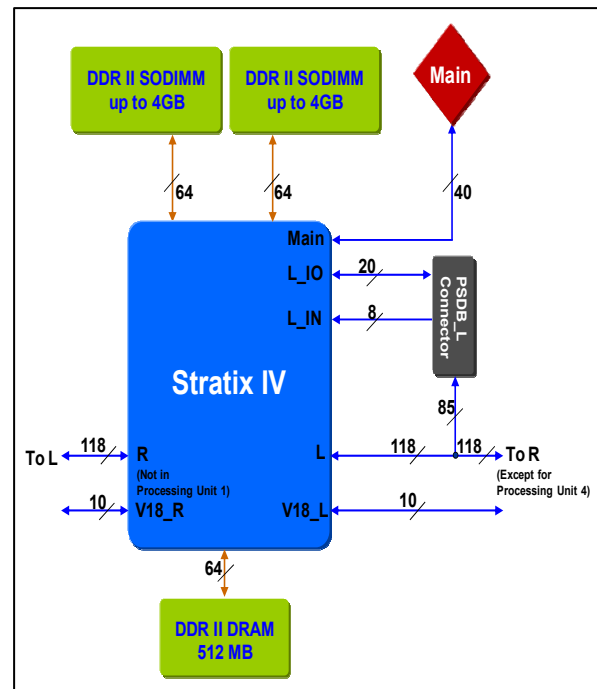 DDR II SODIMM
up to 4GB
DDR II SODIMM
up to 4GB
Main
64
64
40
Main
L_IO
20
L_IN
8
PSDB_L
Connector
Stratix IV
85
To L
118
R
(Not in
Processing Unit 1)
L
118
118
To R
(Except for
Processing Unit 4)
10
V18_R
V18_L
10
64
DDR II DRAM
512 MB